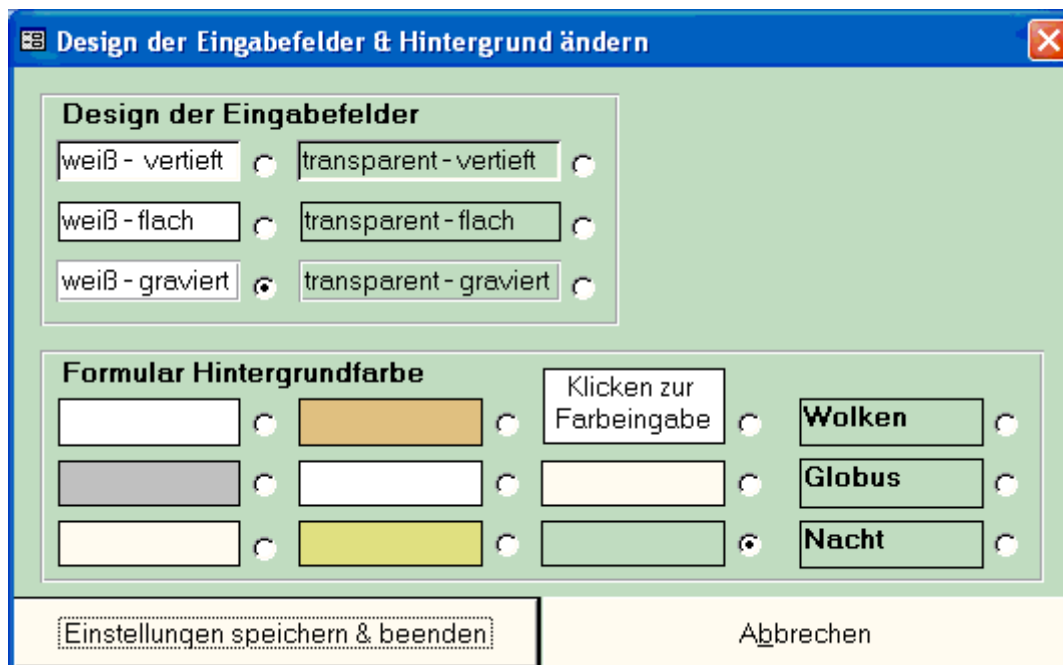 Design der Eingabefelder & Hintergrund ändern
Design der Eingabefelder
weiß - vertieft
transparent - vertieft
weiß - flach
transparent - flach
weiß - graviert
transparent - graviert
Formular Hintergrundfarbe
Klicken zur
Farbeingabe
Wolken
Globus
Nacht
Einstellungen speichern & beenden
Abbrechen